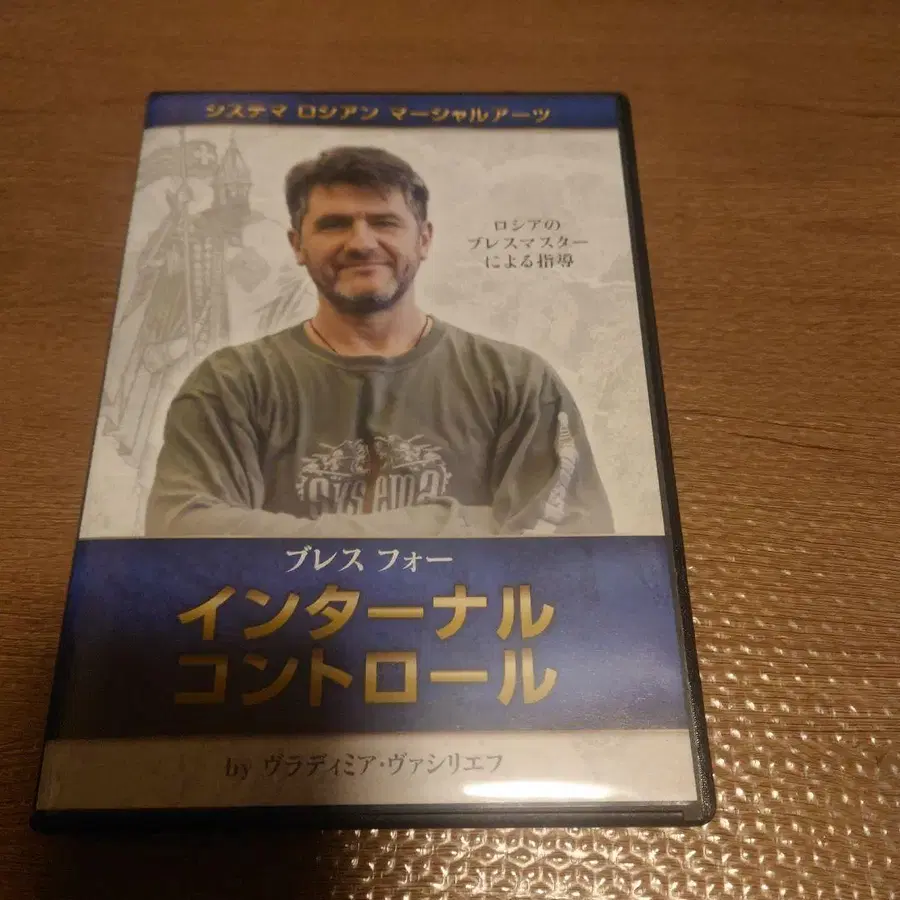 システマ ロシアン マーシャルアーツ
ロシアの
ブレスマスター
による指導
Systema
ブレス フォー
インターナル
コントロール
by ヴラディミア・ヴァシリエフ